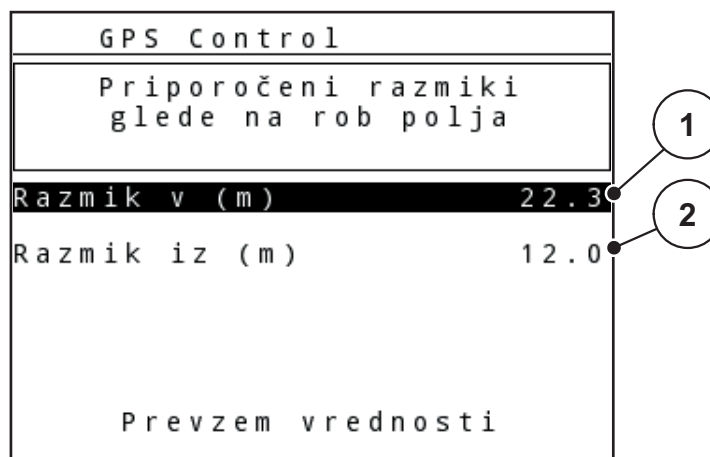 GPS Control
Priporočeni razmiki
glede na rob polja
Razmik v (m) 22.3
1
Razmik iz (m) 12.0
2
Prevzem vrednosti